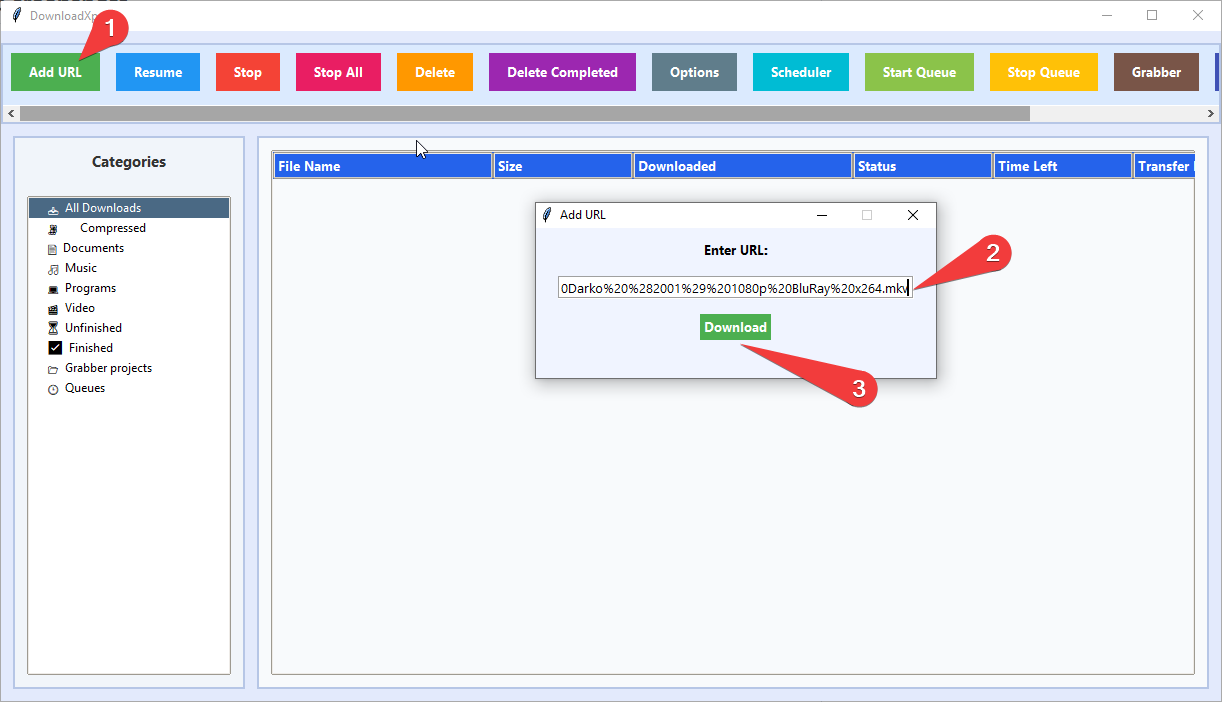 DownloadXp
1
Add URL Resume Stop Stop All Delete Delete Completed Options Scheduler Start Queue Stop Queue Grabber
Categories
All Downloads
Compressed
Documents
Music
Programs
Video
Unfinished
Finished
Grabber projects
Queues
File Name Size Downloaded Status Time Left Transfer
Add URL
Enter URL:
2
0Darko%20%282001%29%201080p%20BluRay%20x264.mkv
Download
3